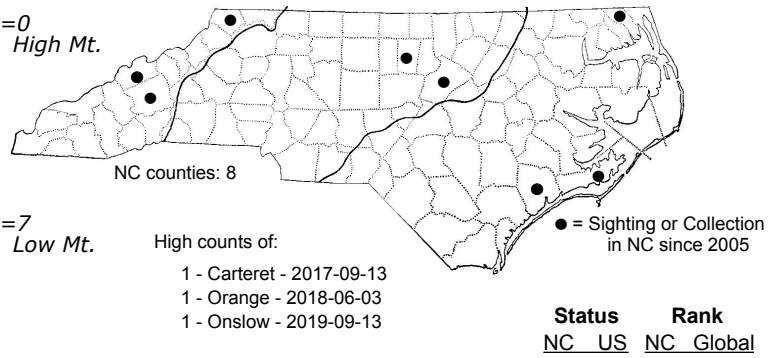 =0
High Mt.
NC counties: 8
=7
Low Mt.
High counts of:
1 - Carteret - 2017-09-13
1 - Orange - 2018-06-03
1 - Onslow - 2019-09-13
● = Sighting or Collection
in NC since 2005
Status Rank
NC US NC Global